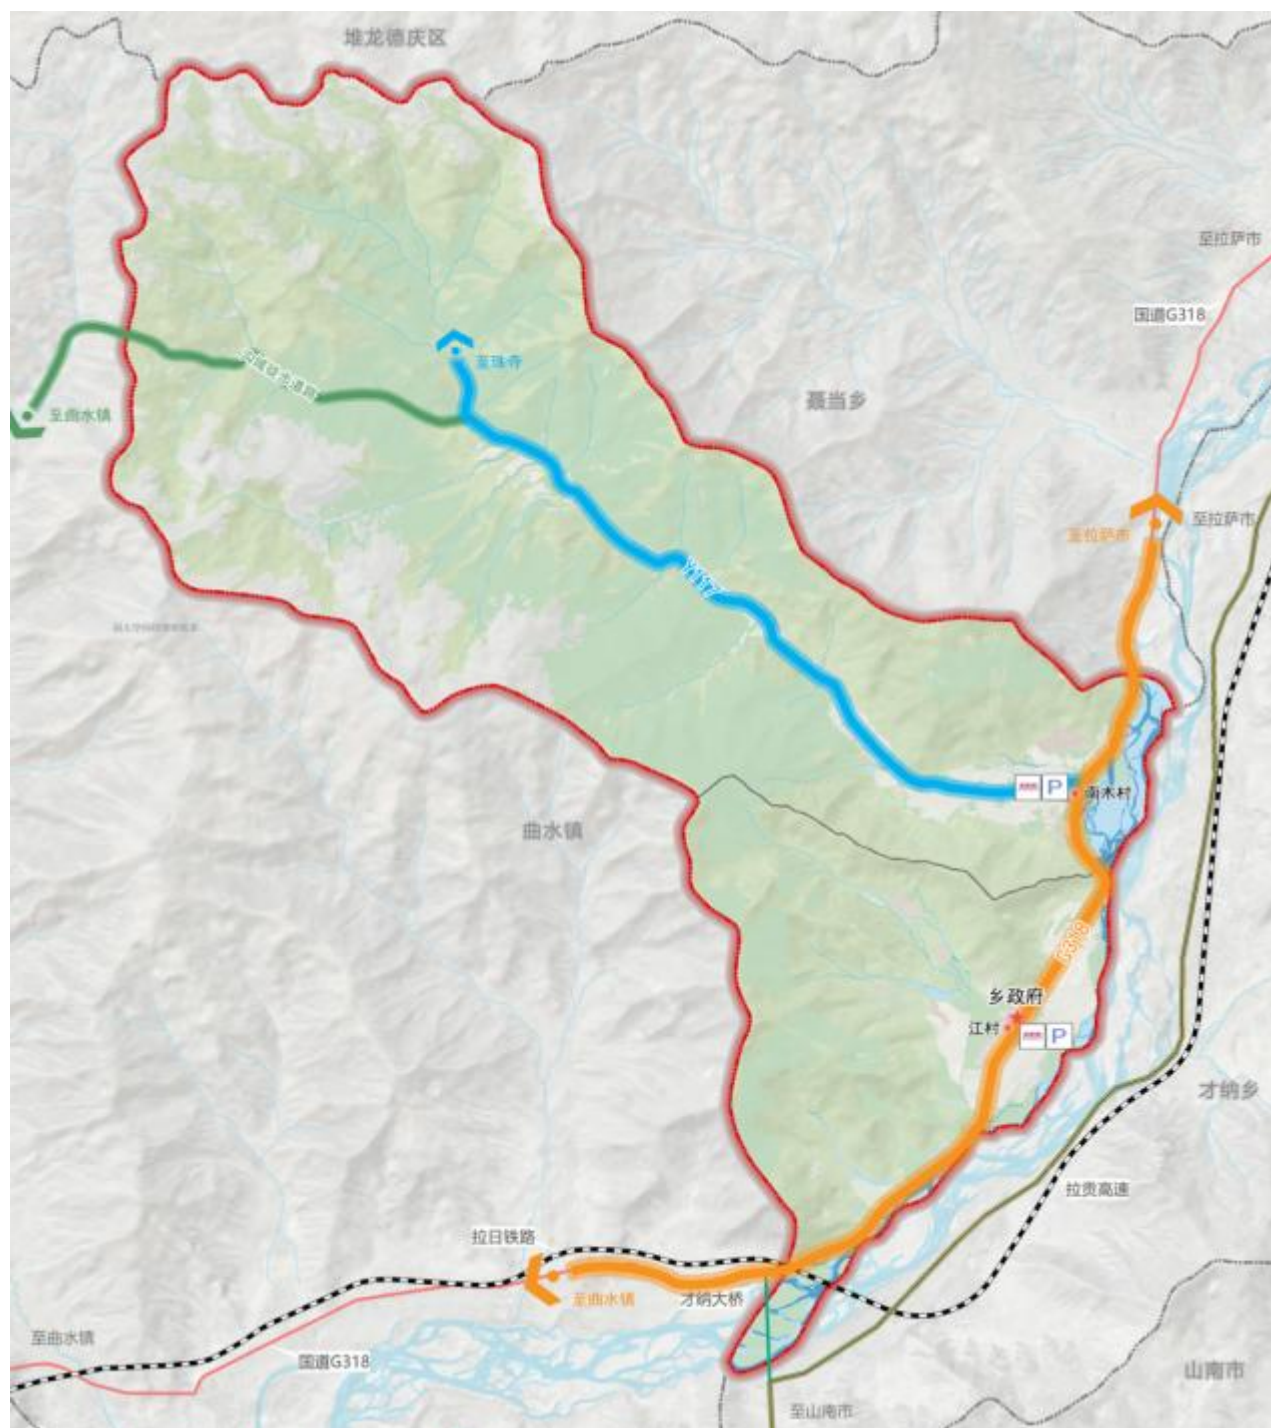 堆龙德庆区
至拉萨市
国道G318
至珠寺
至曲水镇
聂当乡
至拉萨市
至拉萨市
南木村
曲水镇
G318
乡政府
江村
才纳乡
拉贡高速
拉日铁路
至曲水镇
才纳大桥
至曲水镇
国道G318
山南市
至山南市
P
P